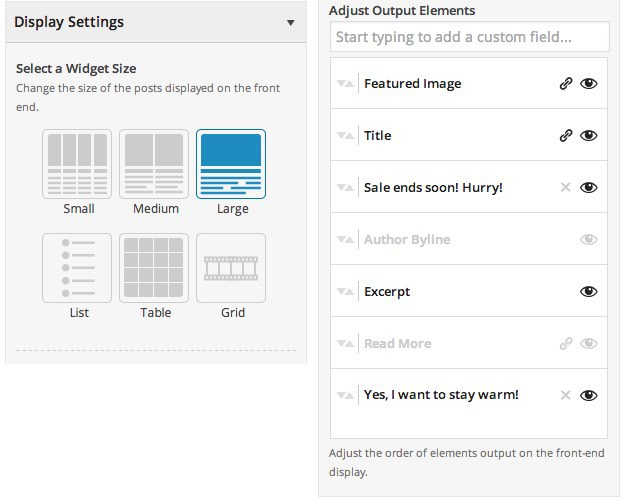 Display Settings
Select a Widget Size
Change the size of the posts displayed on the front
end.
Small
Medium
Large
List
Table
Grid
Adjust Output Elements
Start typing to add a custom field...
Featured Image
Title
Sale ends soon! Hurry!
Author Byline
Excerpt
Read More
Yes, I want to stay warm!
Adjust the order of elements output on the front-end
display.